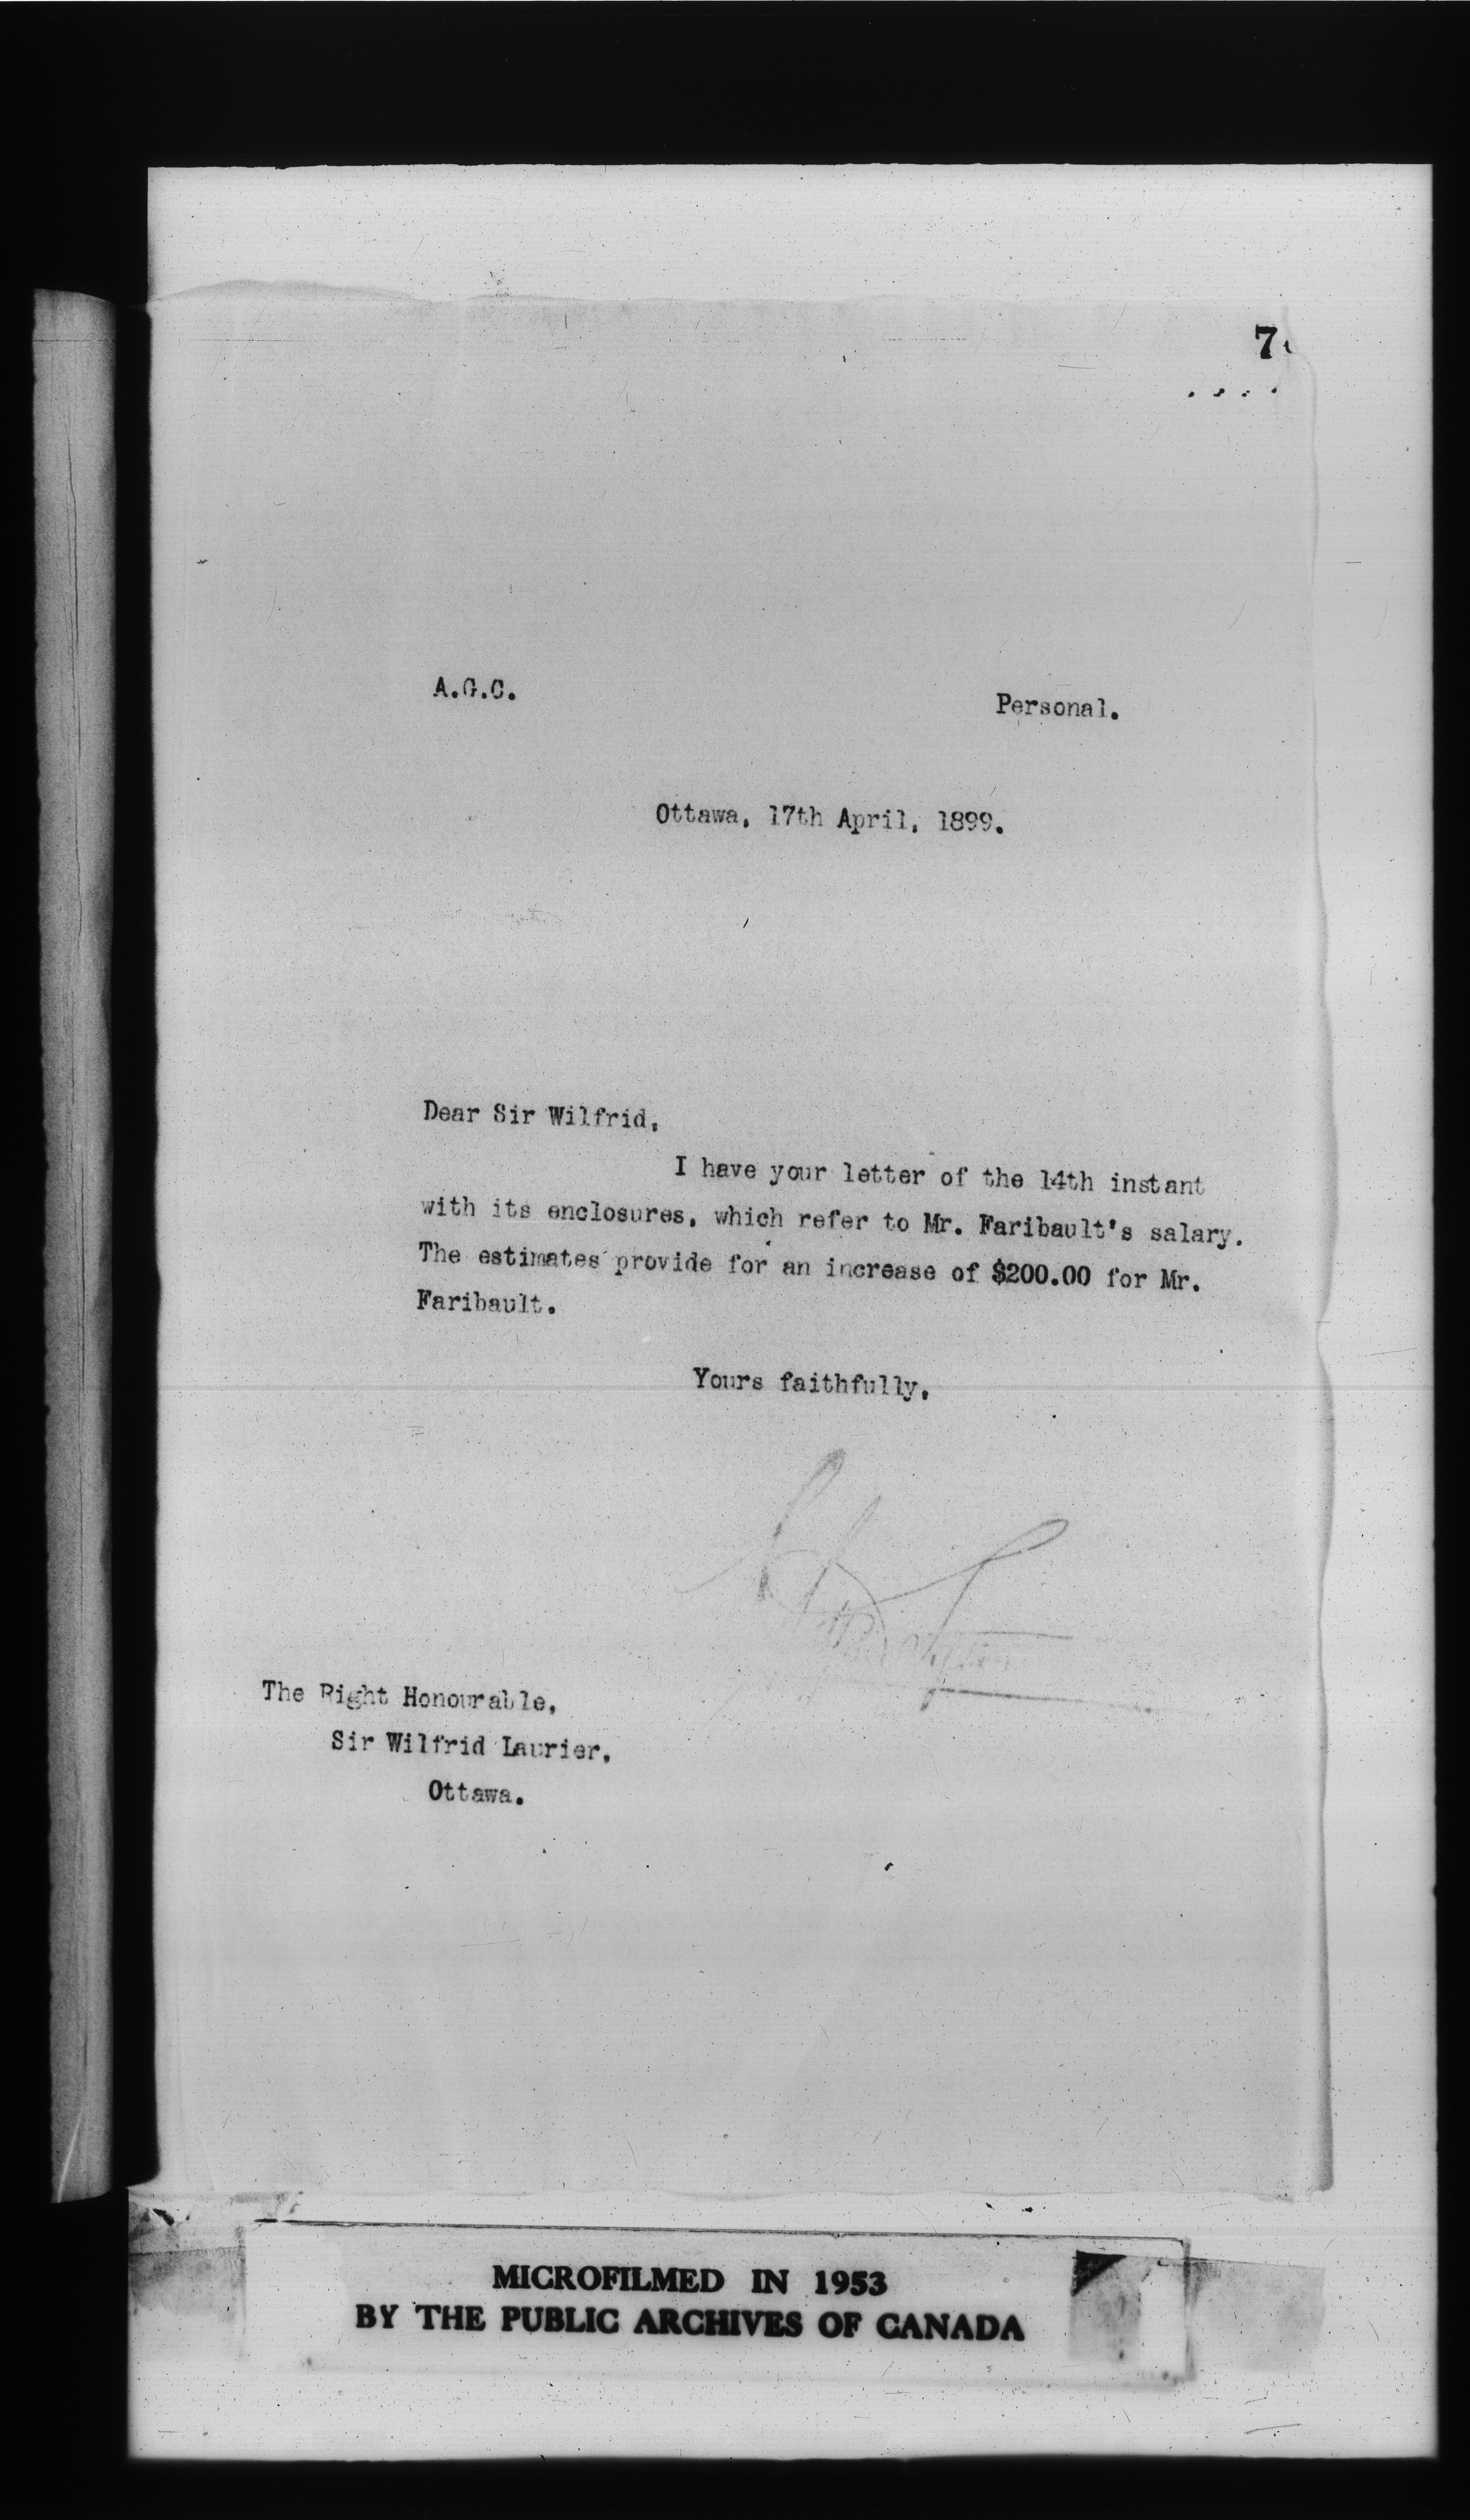 7
A.G.C.
Personal.
Ottawa, 17th April, 1899.
Dear Sir Wilfrid,
I have your letter of the 14th instant
with its enclosures, which refer to Mr. Faribault's salary.
The estimates provide for an increase of $200.00 for Mr.
Faribault.
Yours faithfully,
The Right Honourable,
Sir Wilfrid Laurier,
Ottawa.
MICROFILMED IN 1953
BY THE PUBLIC ARCHIVES OF CANADA